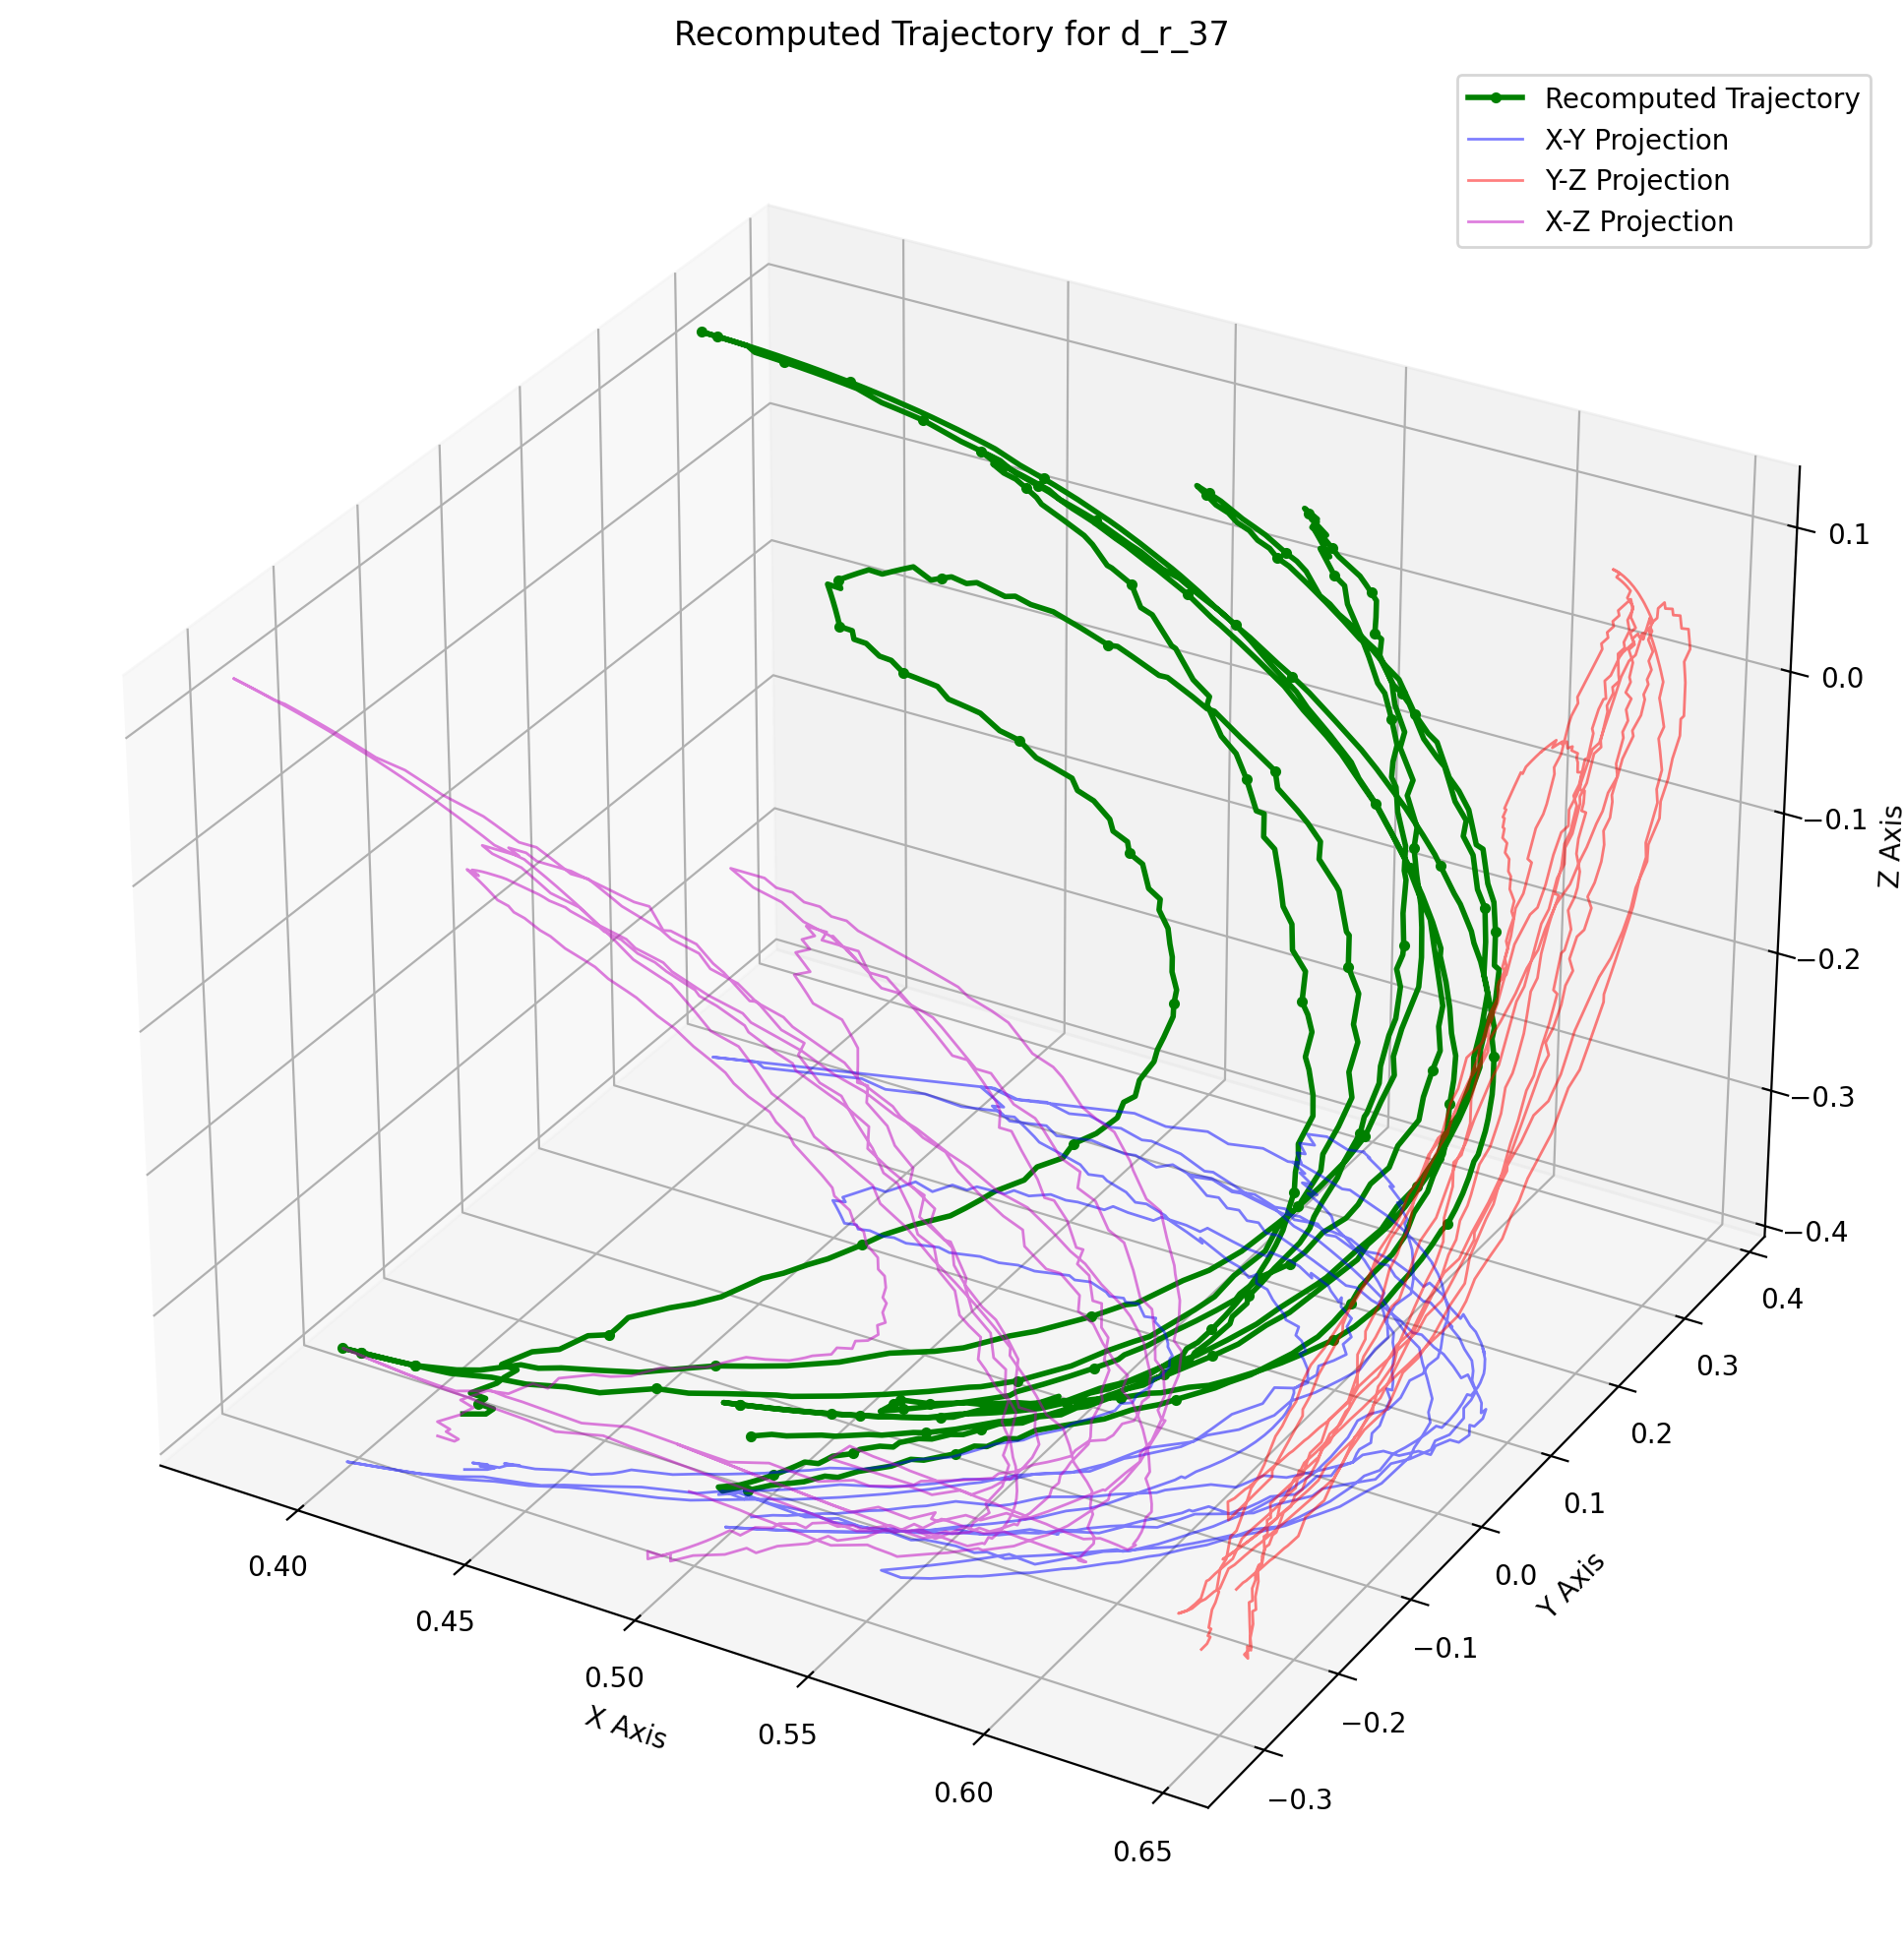 Recomputed Trajectory for d_r_37
Recomputed Trajectory
X-Y Projection
Y-Z Projection
X-Z Projection
0.1
0.0
−0.1
−0.2
−0.3
−0.4
Z Axis
0.4
0.3
0.2
0.1
0.0
−0.1
−0.2
−0.3
Y Axis
0.40
0.45
0.50
0.55
0.60
0.65
X Axis